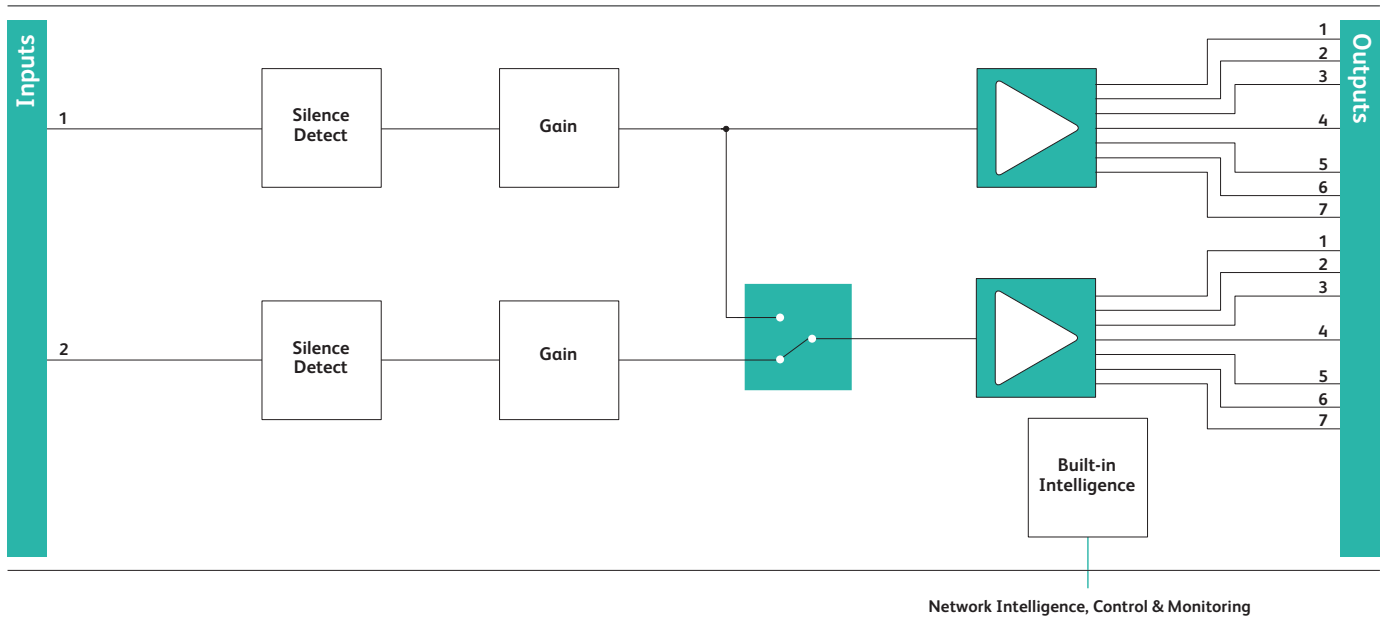 Inputs
1
Silence
Detect
Gain
2
Silence
Detect
Gain
1
2
3
4
5
6
7
1
2
3
4
5
6
7
Outputs
Built-in
Intelligence
Network Intelligence, Control & Monitoring